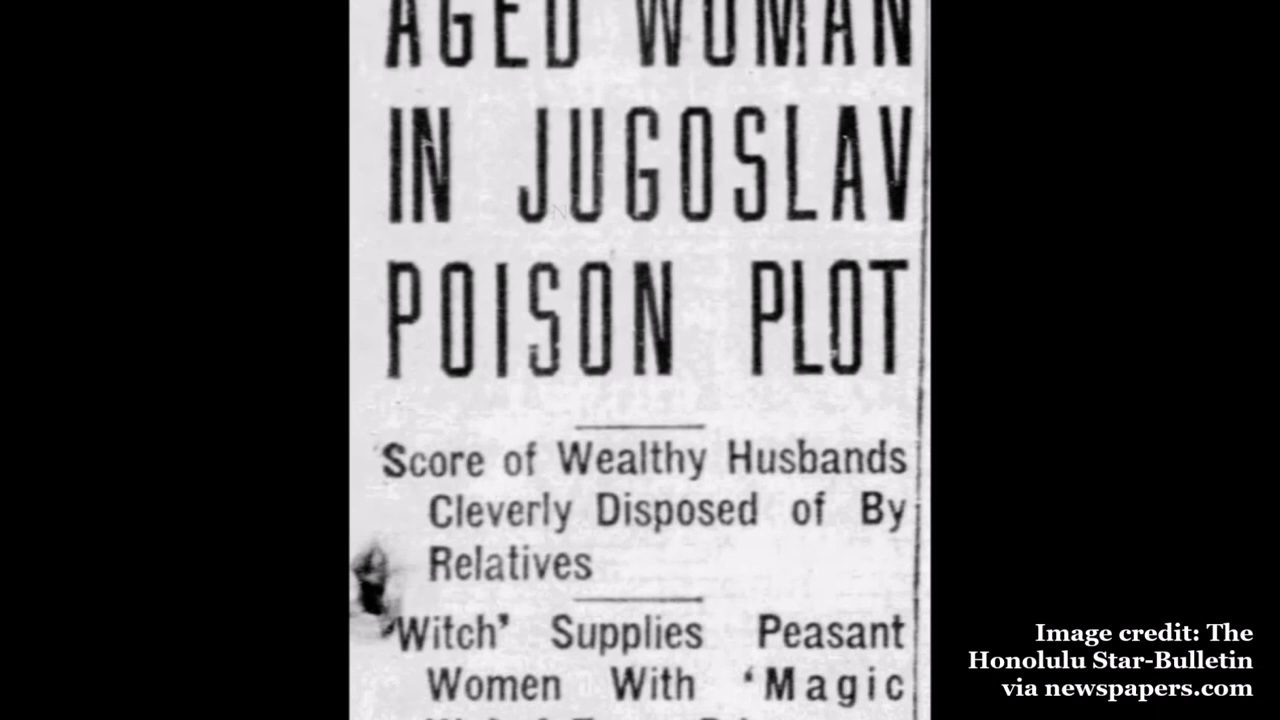 AGED WOMAN
IN JUGOSLAV
POISON PLOT
Score of Wealthy Husbands
Cleverly Disposed of By
Relatives
'Witch' Supplies Peasant
Women With 'Magic
Image credit: The
Honolulu Star-Bulletin
via newspapers.com